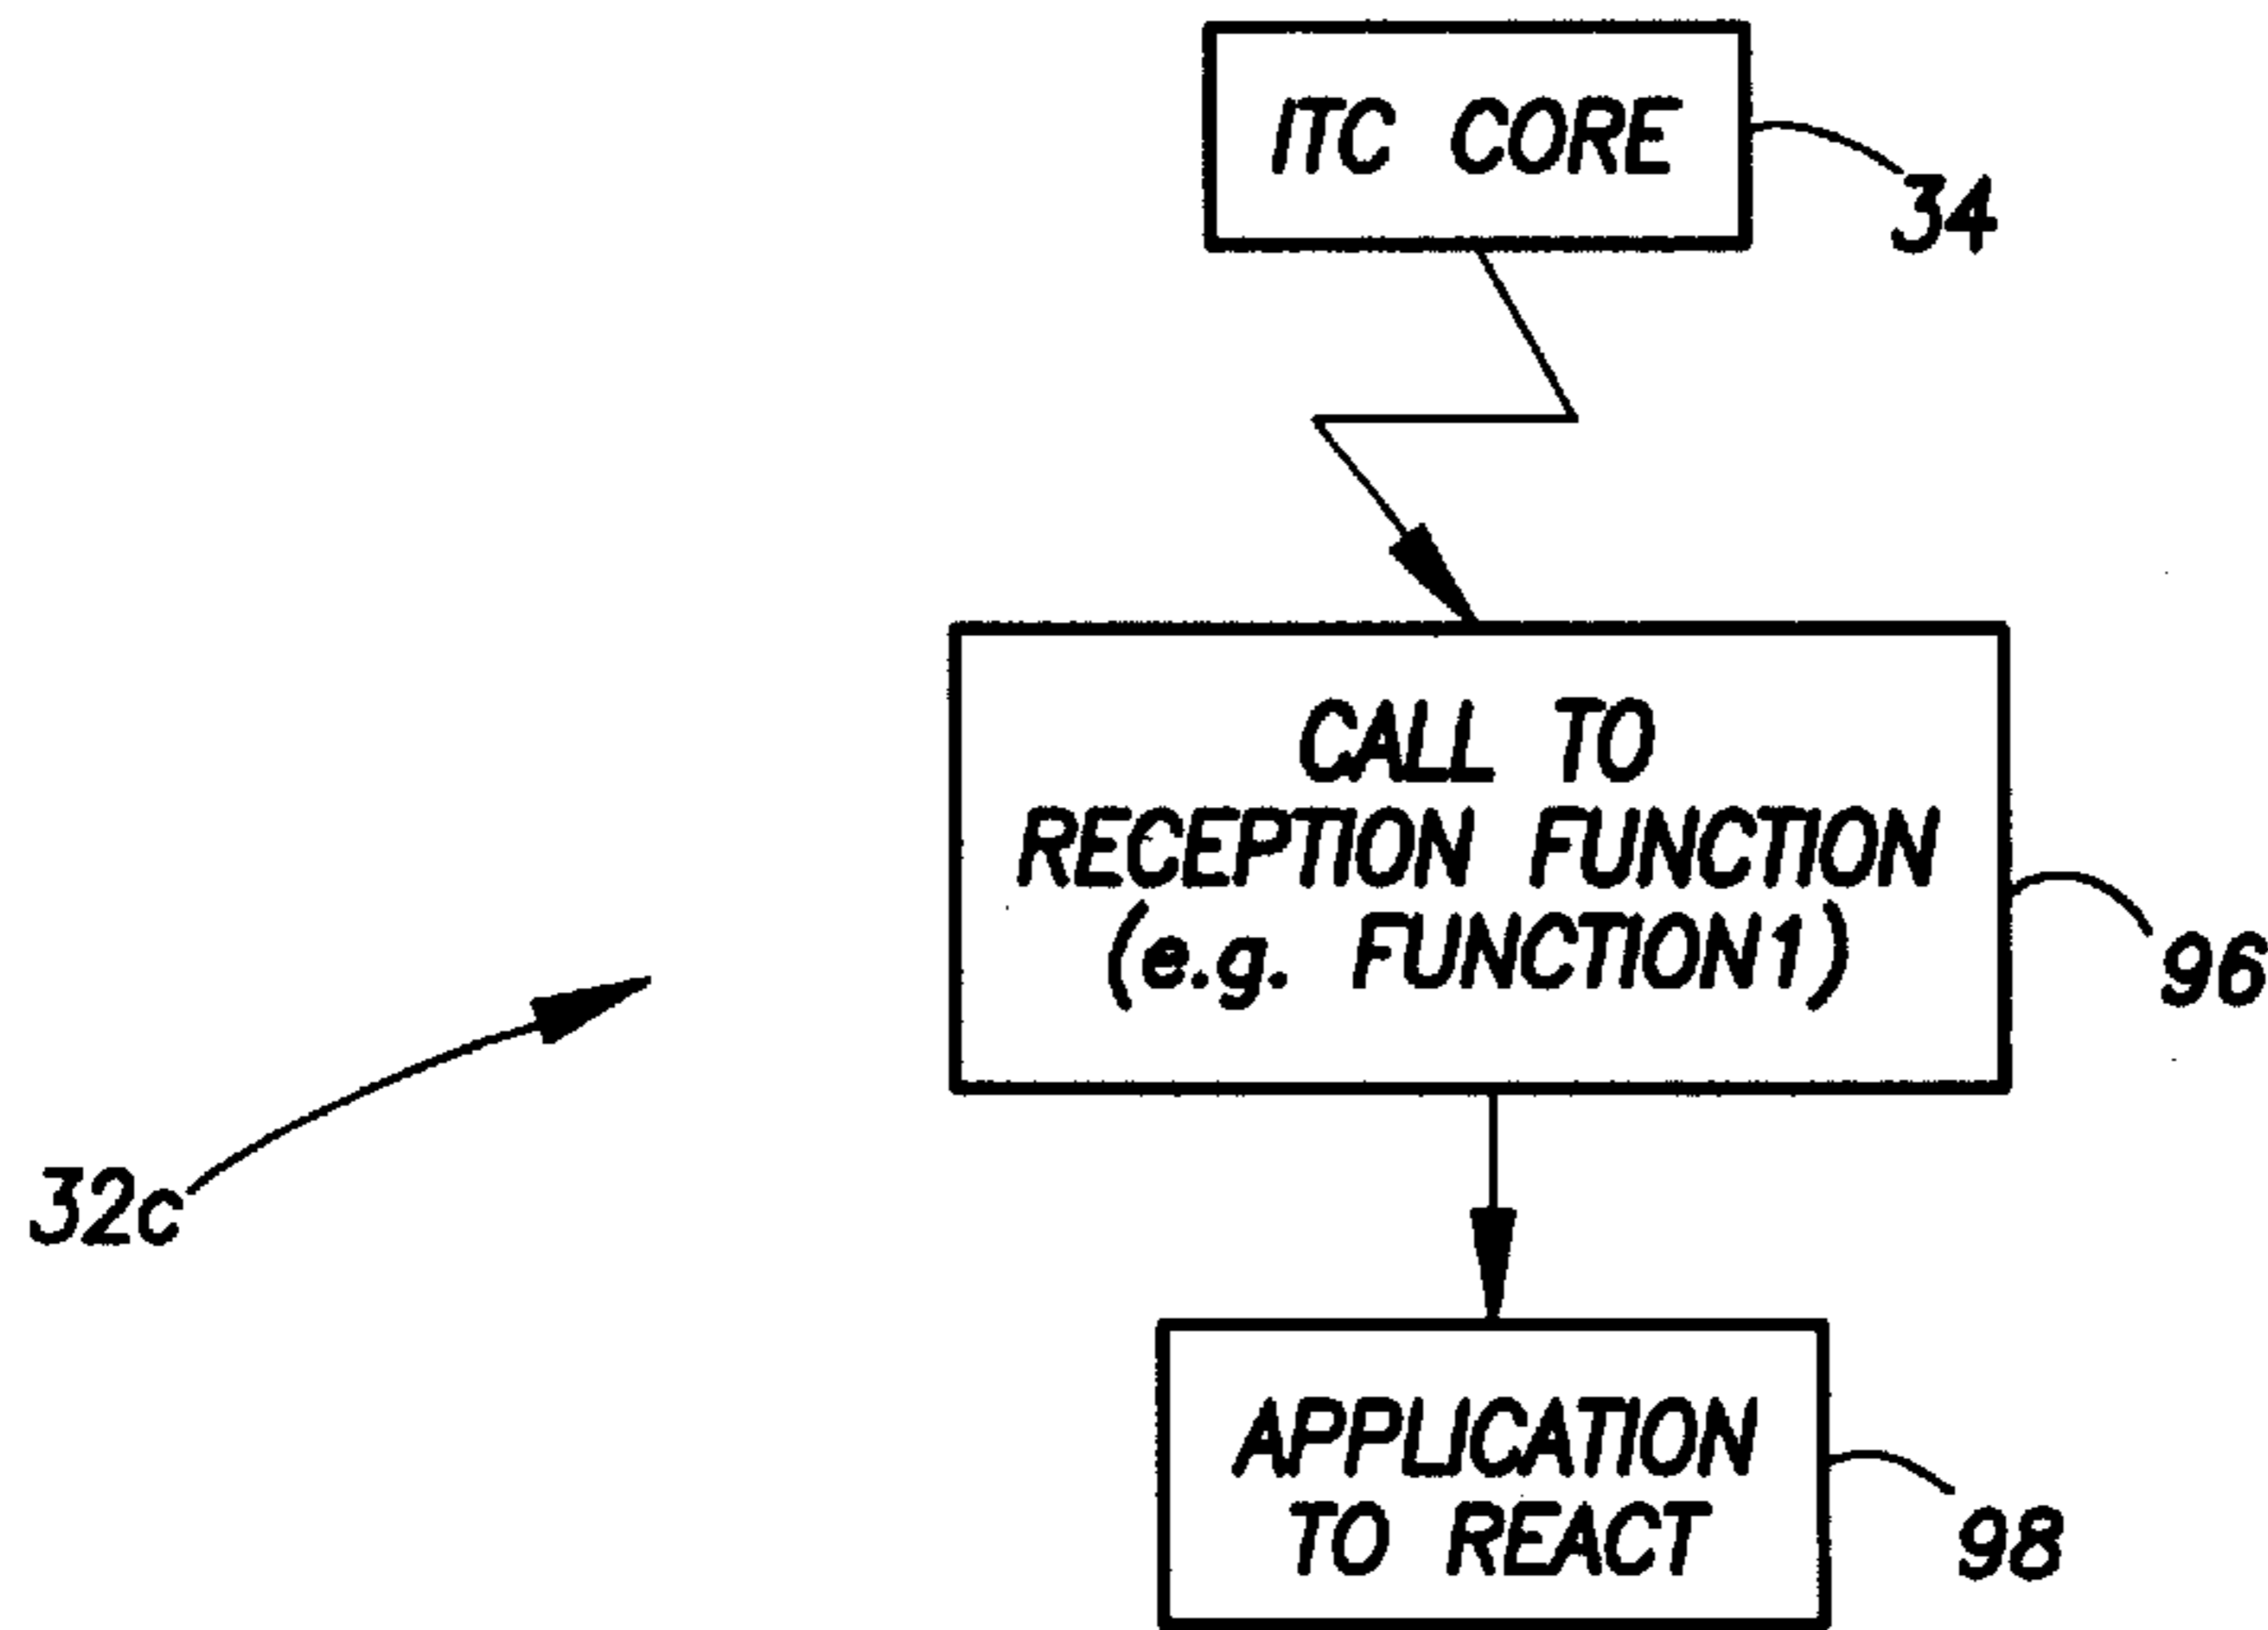 ITC CORE
34
CALL TO
RECEPTION FUNCTION
(e.g. FUNCTION1)
96
32c
APPLICATION
TO REACT
98